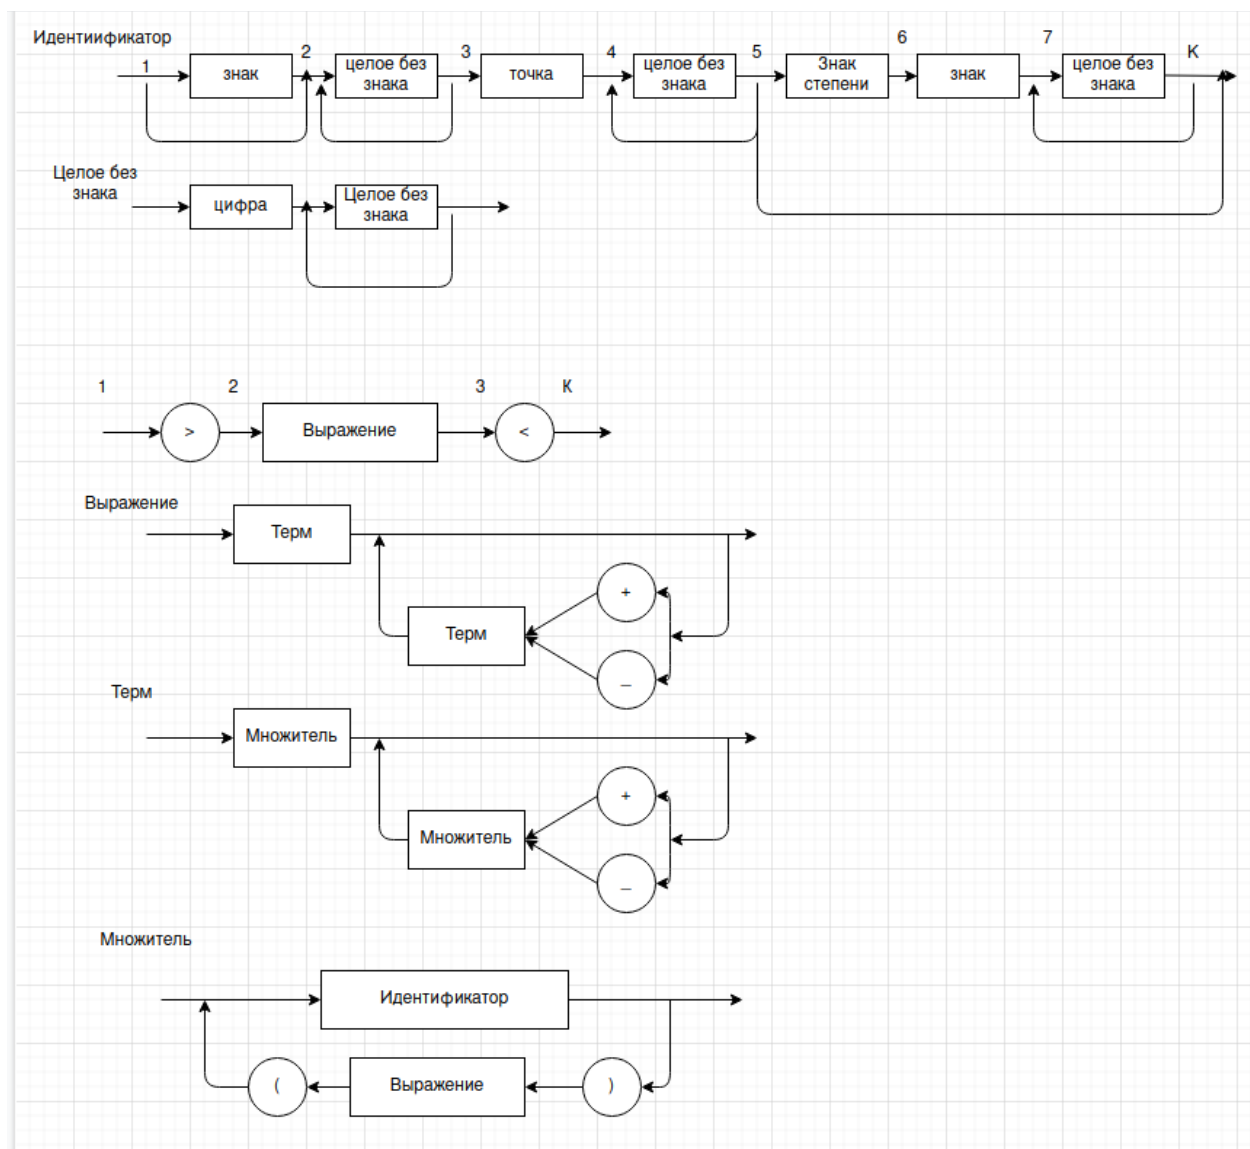 Идентиификатор
1
2
3
4
5
6
7
K
знак
целое без
знака
точка
целое без
знака
Знак
степени
знак
целое без
знака
Целое без
знака
цифра
Целое без
знака
1
2
3
К
>
Выражение
<
Выражение
Терм
+
Терм
_
Терм
Множитель
+
Множитель
_
Множитель
Идентификатор
(
Выражение
)